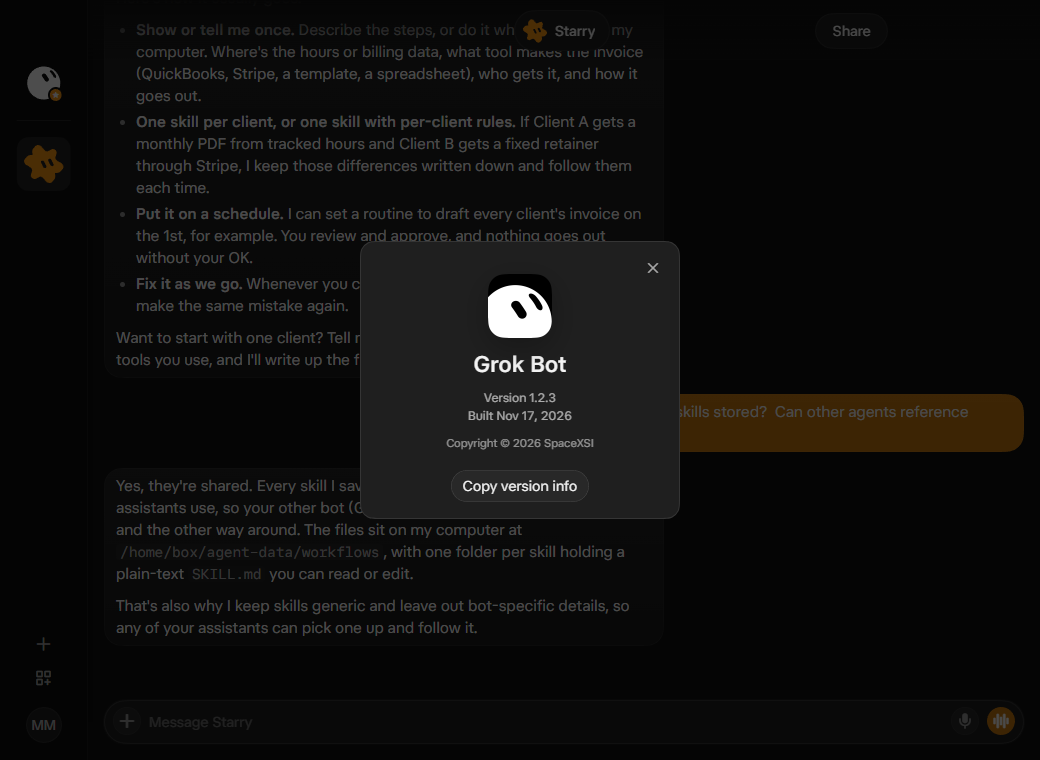 Show or tell me once. Describe the steps, or do it wh
Starry
my
Share
computer. Where's the hours or billing data, what tool makes the invoice
(QuickBooks, Stripe, a template, a spreadsheet), who gets it, and how it
goes out.
One skill per client, or one skill with per-client rules. If Client A gets a
monthly PDF from tracked hours and Client B gets a fixed retainer
through Stripe, I keep those differences written down and follow them
each time.
Put it on a schedule. I can set a routine to draft every client's invoice on
the 1st, for example. You review and approve, and nothing goes out
without your OK.
Fix it as we go. Whenever you c
make the same mistake again.
Want to start with one client? Tell
tools you use, and I'll write up the f
Grok Bot
Version 1.2.3
Built Nov 17, 2026
Copyright © 2026 SpaceXSI
Copy version info
skills stored? Can other agents reference
Yes, they're shared. Every skill I sav
assistants use, so your other bot (G
and the other way around. The files sit on my computer at
/home/box/agent-data/workflows , with one folder per skill holding a
plain-text SKILL.md you can read or edit.
That's also why I keep skills generic and leave out bot-specific details, so
any of your assistants can pick one up and follow it.
MM
Message Starry